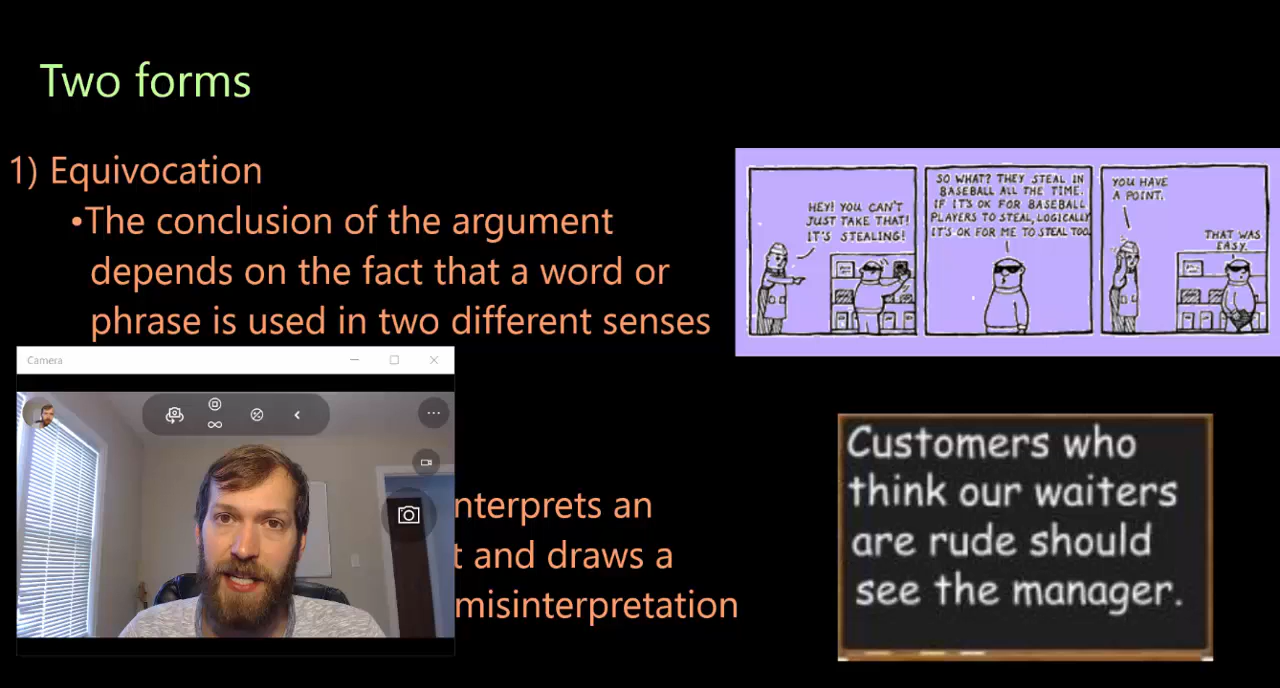 Two forms
1) Equivocation
•The conclusion of the argument
depends on the fact that a word or
phrase is used in two different senses
Camera
nterprets an
t and draws a
misinterpretation
HEY! YOU CAN'T
JUST TAKE THAT!
IT'S STEALING!
SO WHAT? THEY STEAL IN
BASEBALL ALL THE TIME.
IF IT'S OK FOR BASEBALL
PLAYERS TO STEAL, LOGICALLY
IT'S OK FOR ME TO STEAL TOO.
YOU HAVE
A POINT.
THAT WAS
EASY.
Customers who
think our waiters
are rude should
see the manager.